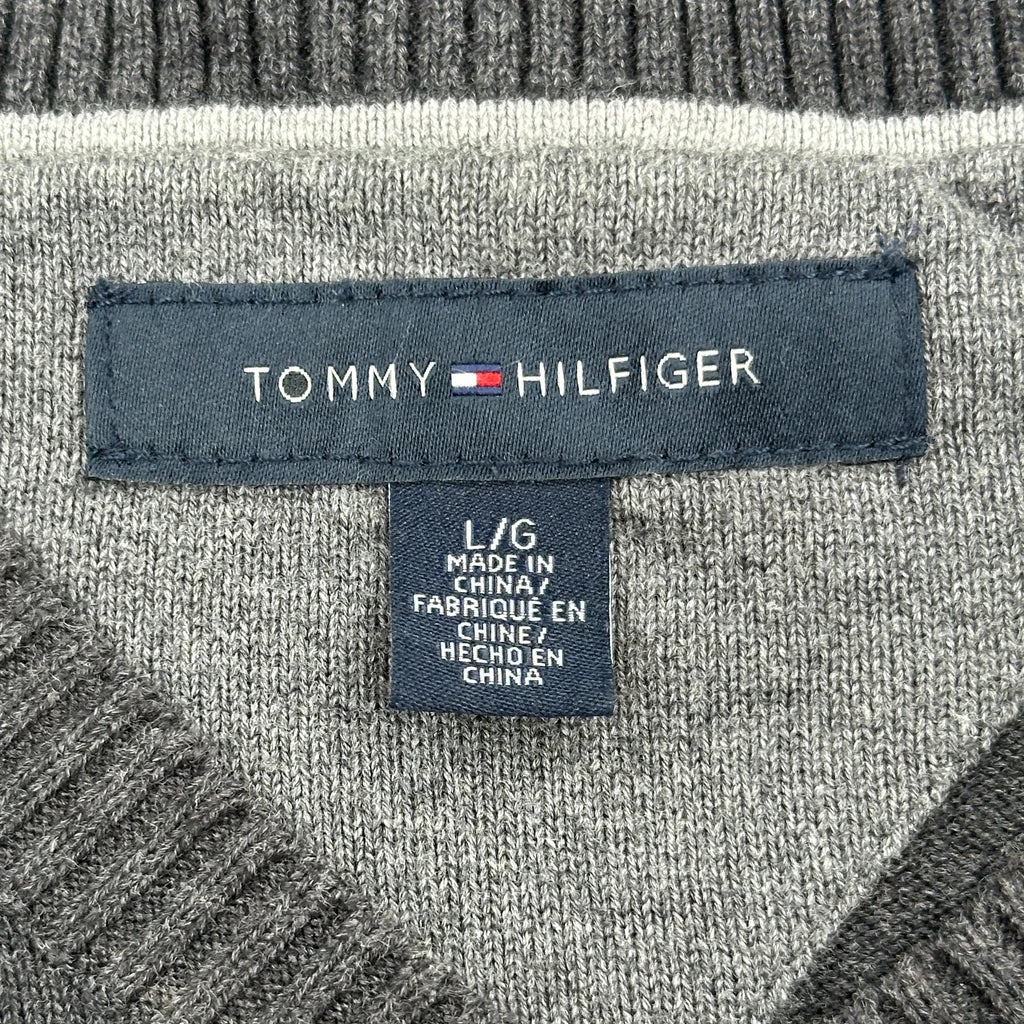 TOMMY HILFIGER
L/G
MADE IN
CHINA/
FABRIQUÉ EN
CHINE/
HECHO EN
CHINA